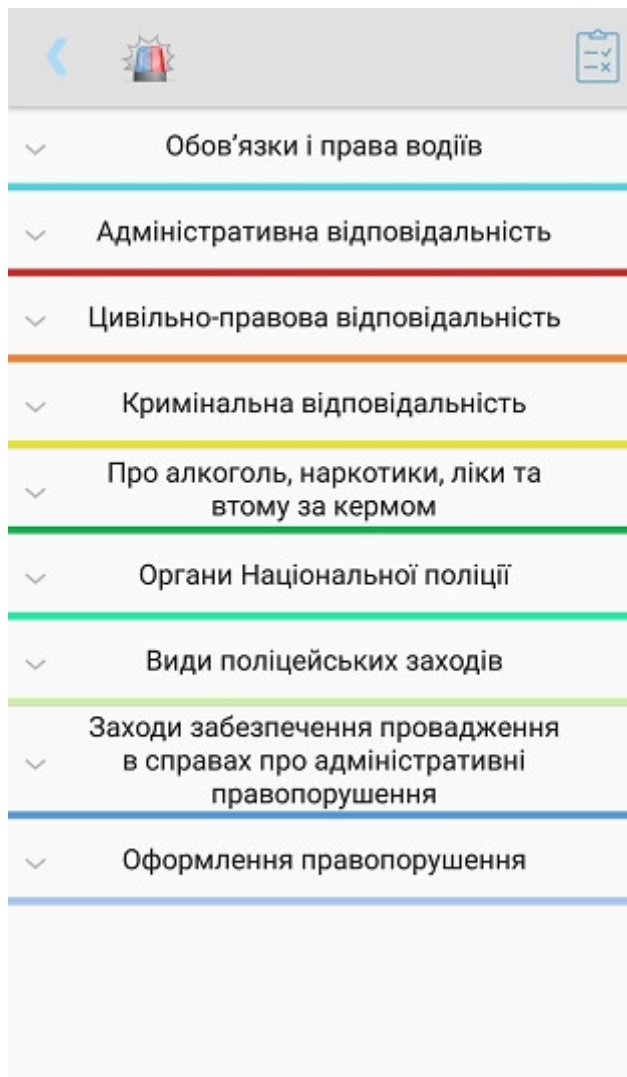 Обов’язки і права водіїв
Адміністративна відповідальність
Цивільно-правова відповідальність
Кримінальна відповідальність
Про алкоголь, наркотики, ліки та
втому за кермом
Органи Національної поліції
Види поліцейських заходів
Заходи забезпечення провадження
в справах про адміністративні
правопорушення
Оформлення правопорушення